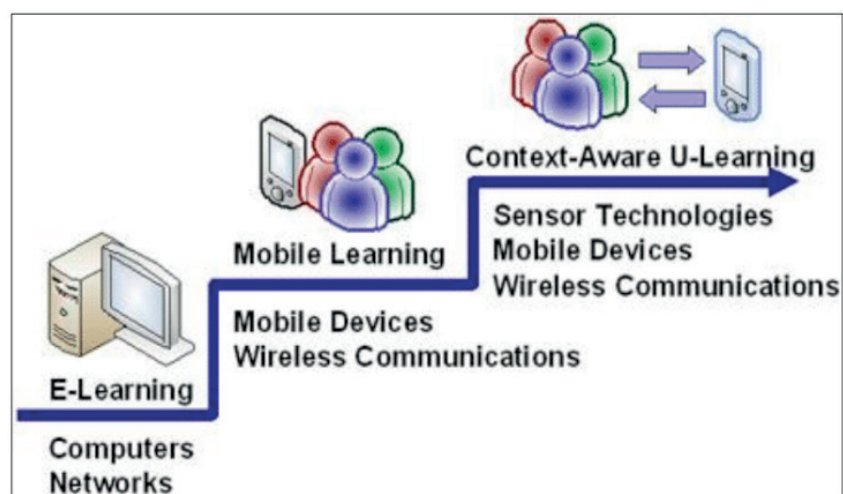 Context-Aware U-Learning
Sensor Technologies
Mobile Devices
Wireless Communications
Mobile Learning
Mobile Devices
Wireless Communications
E-Learning
Computers
Networks